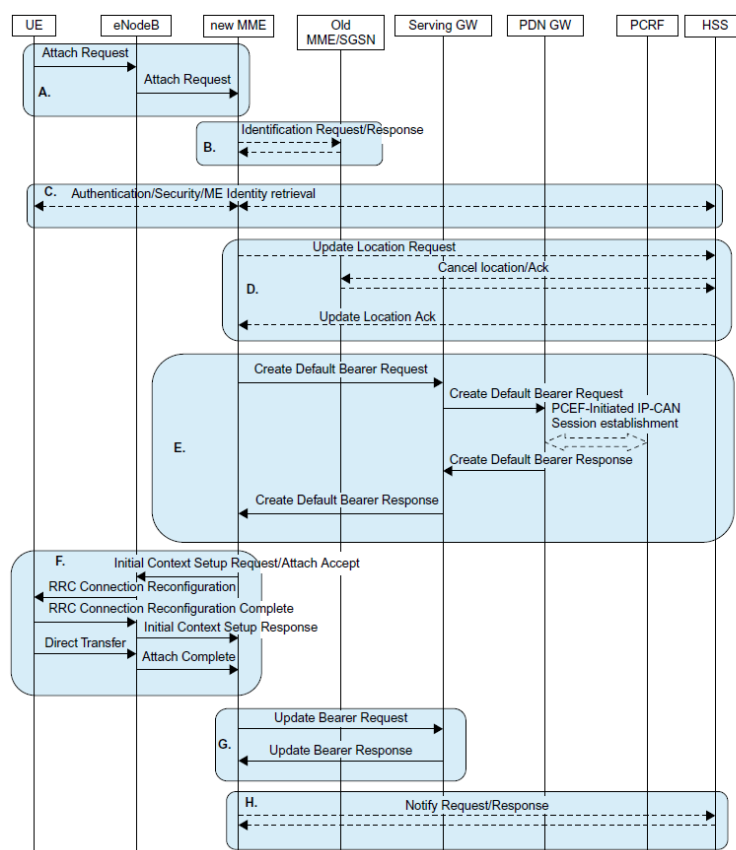 UE
eNodeB
new MME
Old
MME/SGSN
Serving GW
PDN GW
PCRF
HSS
Attach Request
Attach Request
A.
Identification Request/Response
B.
C.
Authentication/Security/ME Identity retrieval
Update Location Request
Cancel location/Ack
D.
Update Location Ack
Create Default Bearer Request
Create Default Bearer Request
PCEF-Initiated IP-CAN
Session establishment
E.
Create Default Bearer Response
Create Default Bearer Response
F.
Initial Context Setup Request/Attach Accept
RRC Connection Reconfiguration
RRC Connection Reconfiguration Complete
Initial Context Setup Response
Direct Transfer
Attach Complete
Update Bearer Request
G.
Update Bearer Response
H.
Notify Request/Response